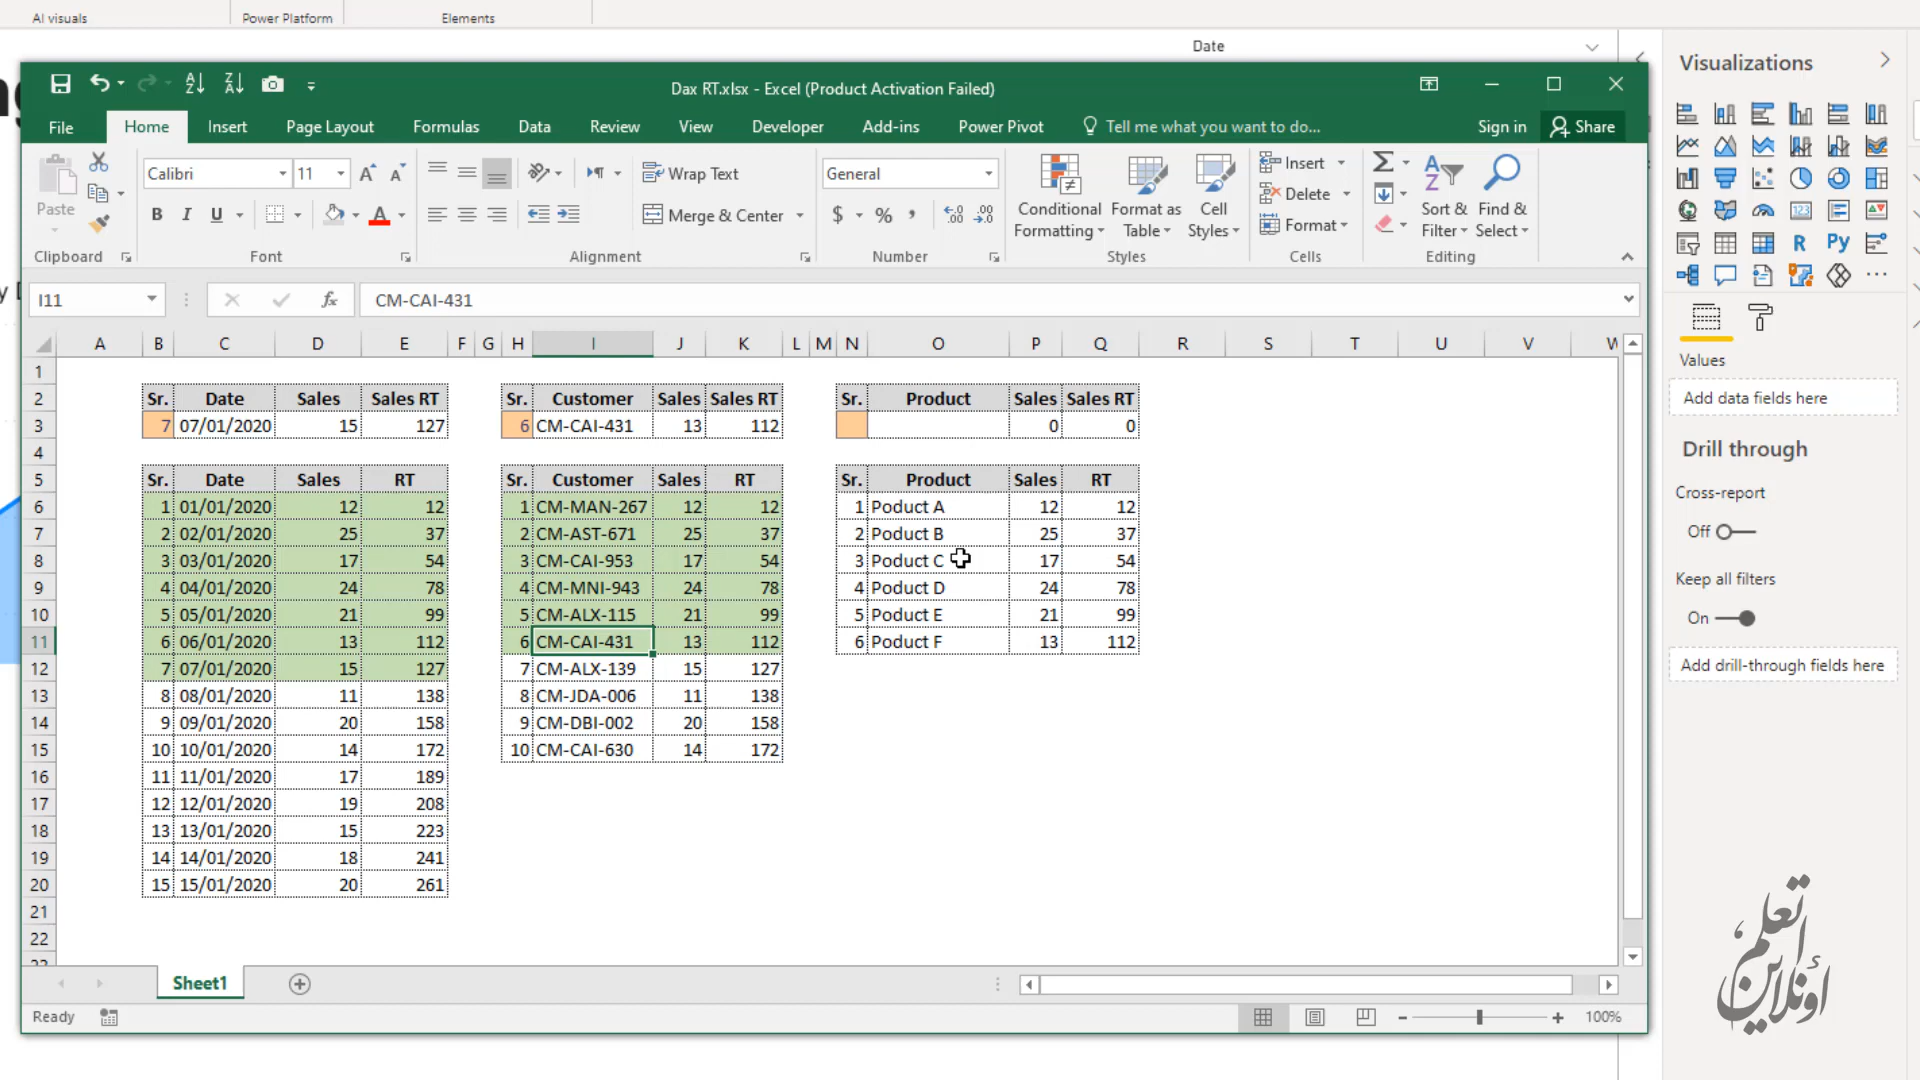 AI visuals
Power Platform
Elements
Date
Dax RT.xlsx - Excel (Product Activation Failed)
File Home Insert Page Layout Formulas Data Review View Developer Add-ins Power Pivot Tell me what you want to do... Sign in Share
Paste
Calibri 11
Wrap Text
Merge & Center
General
Conditional Formatting
Format as Table
Cell Styles
Insert
Delete
Format
Sort & Filter
Find & Select
Clipboard Font Alignment Number Styles Cells Editing
I11 fx CM-CAI-431
A B C D E F G H I J K L M N O P Q R S T U V W
1
2 Sr. Date Sales Sales RT Sr. Customer Sales Sales RT Sr. Product Sales Sales RT
3 7 07/01/2020 15 127 6 CM-CAI-431 13 112 0 0
4
5 Sr. Date Sales RT Sr. Customer Sales RT Sr. Product Sales RT
6 1 01/01/2020 12 12 1 CM-MAN-267 12 12 1 Poduct A 12 12
7 2 02/01/2020 25 37 2 CM-AST-671 25 37 2 Poduct B 25 37
8 3 03/01/2020 17 54 3 CM-CAI-953 17 54 3 Poduct C 17 54
9 4 04/01/2020 24 78 4 CM-MNI-943 24 78 4 Poduct D 24 78
10 5 05/01/2020 21 99 5 CM-ALX-115 21 99 5 Poduct E 21 99
11 6 06/01/2020 13 112 6 CM-CAI-431 13 112 6 Poduct F 13 112
12 7 07/01/2020 15 127 7 CM-ALX-139 15 127
13 8 08/01/2020 11 138 8 CM-JDA-006 11 138
14 9 09/01/2020 20 158 9 CM-DBI-002 20 158
15 10 10/01/2020 14 172 10 CM-CAI-630 14 172
16 11 11/01/2020 17 189
17 12 12/01/2020 19 208
18 13 13/01/2020 15 223
19 14 14/01/2020 18 241
20 15 15/01/2020 20 261
21
22
Sheet1
Ready
100%
Visualizations
Values
Add data fields here
Drill through
Cross-report
Off
Keep all filters
On
Add drill-through fields here
اتعلم
أونلاين